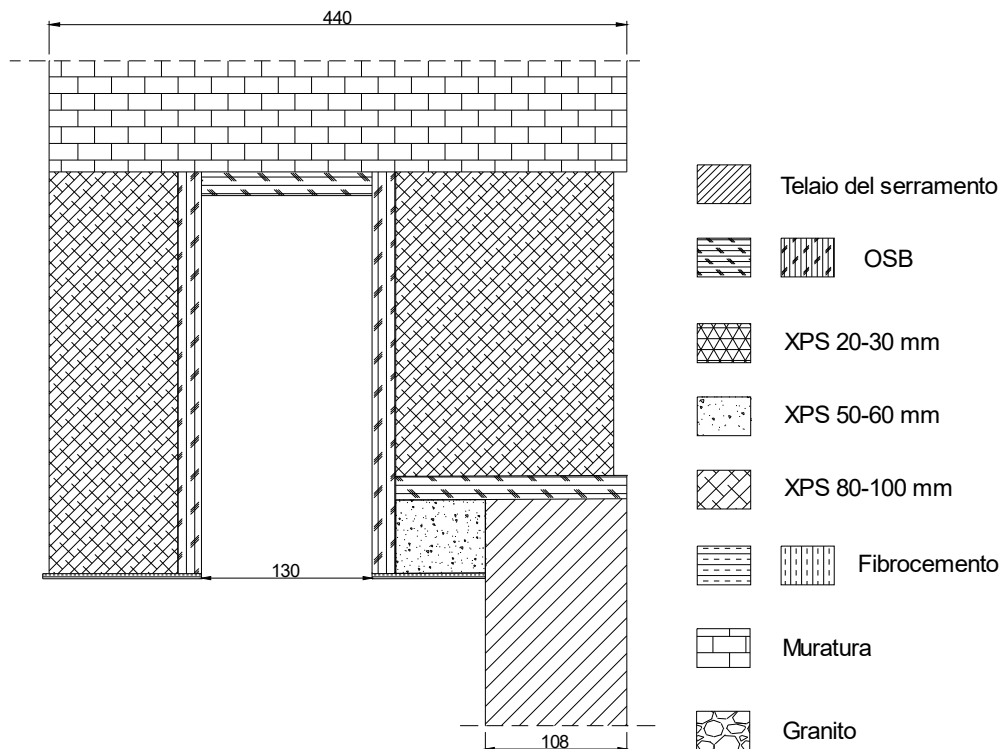 440
Telaio del serramento
OSB
XPS 20-30 mm
XPS 50-60 mm
XPS 80-100 mm
130
Fibrocemento
Muratura
Granito
108